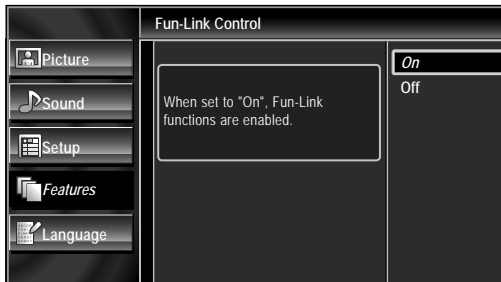 Fun-Link Control
Picture
Sound
Setup
Features
Language
When set to "On", Fun-Link
functions are enabled.
On
Off